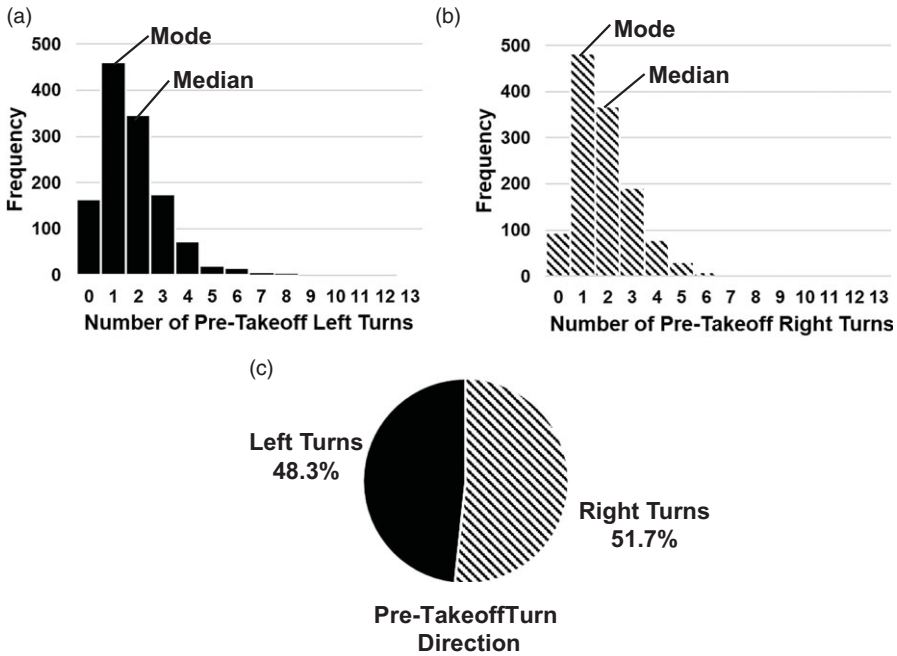 (a)
Mode
Median
500
400
300
200
100
0
Frequency
0 1 2 3 4 5 6 7 8 9 10 11 12 13
Number of Pre-Takeoff Left Turns
(b)
Mode
Median
500
400
300
200
100
0
Frequency
0 1 2 3 4 5 6 7 8 9 10 11 12 13
Number of Pre-Takeoff Right Turns
(c)
Left Turns
48.3%
Right Turns
51.7%
Pre-TakeoffTurn
Direction